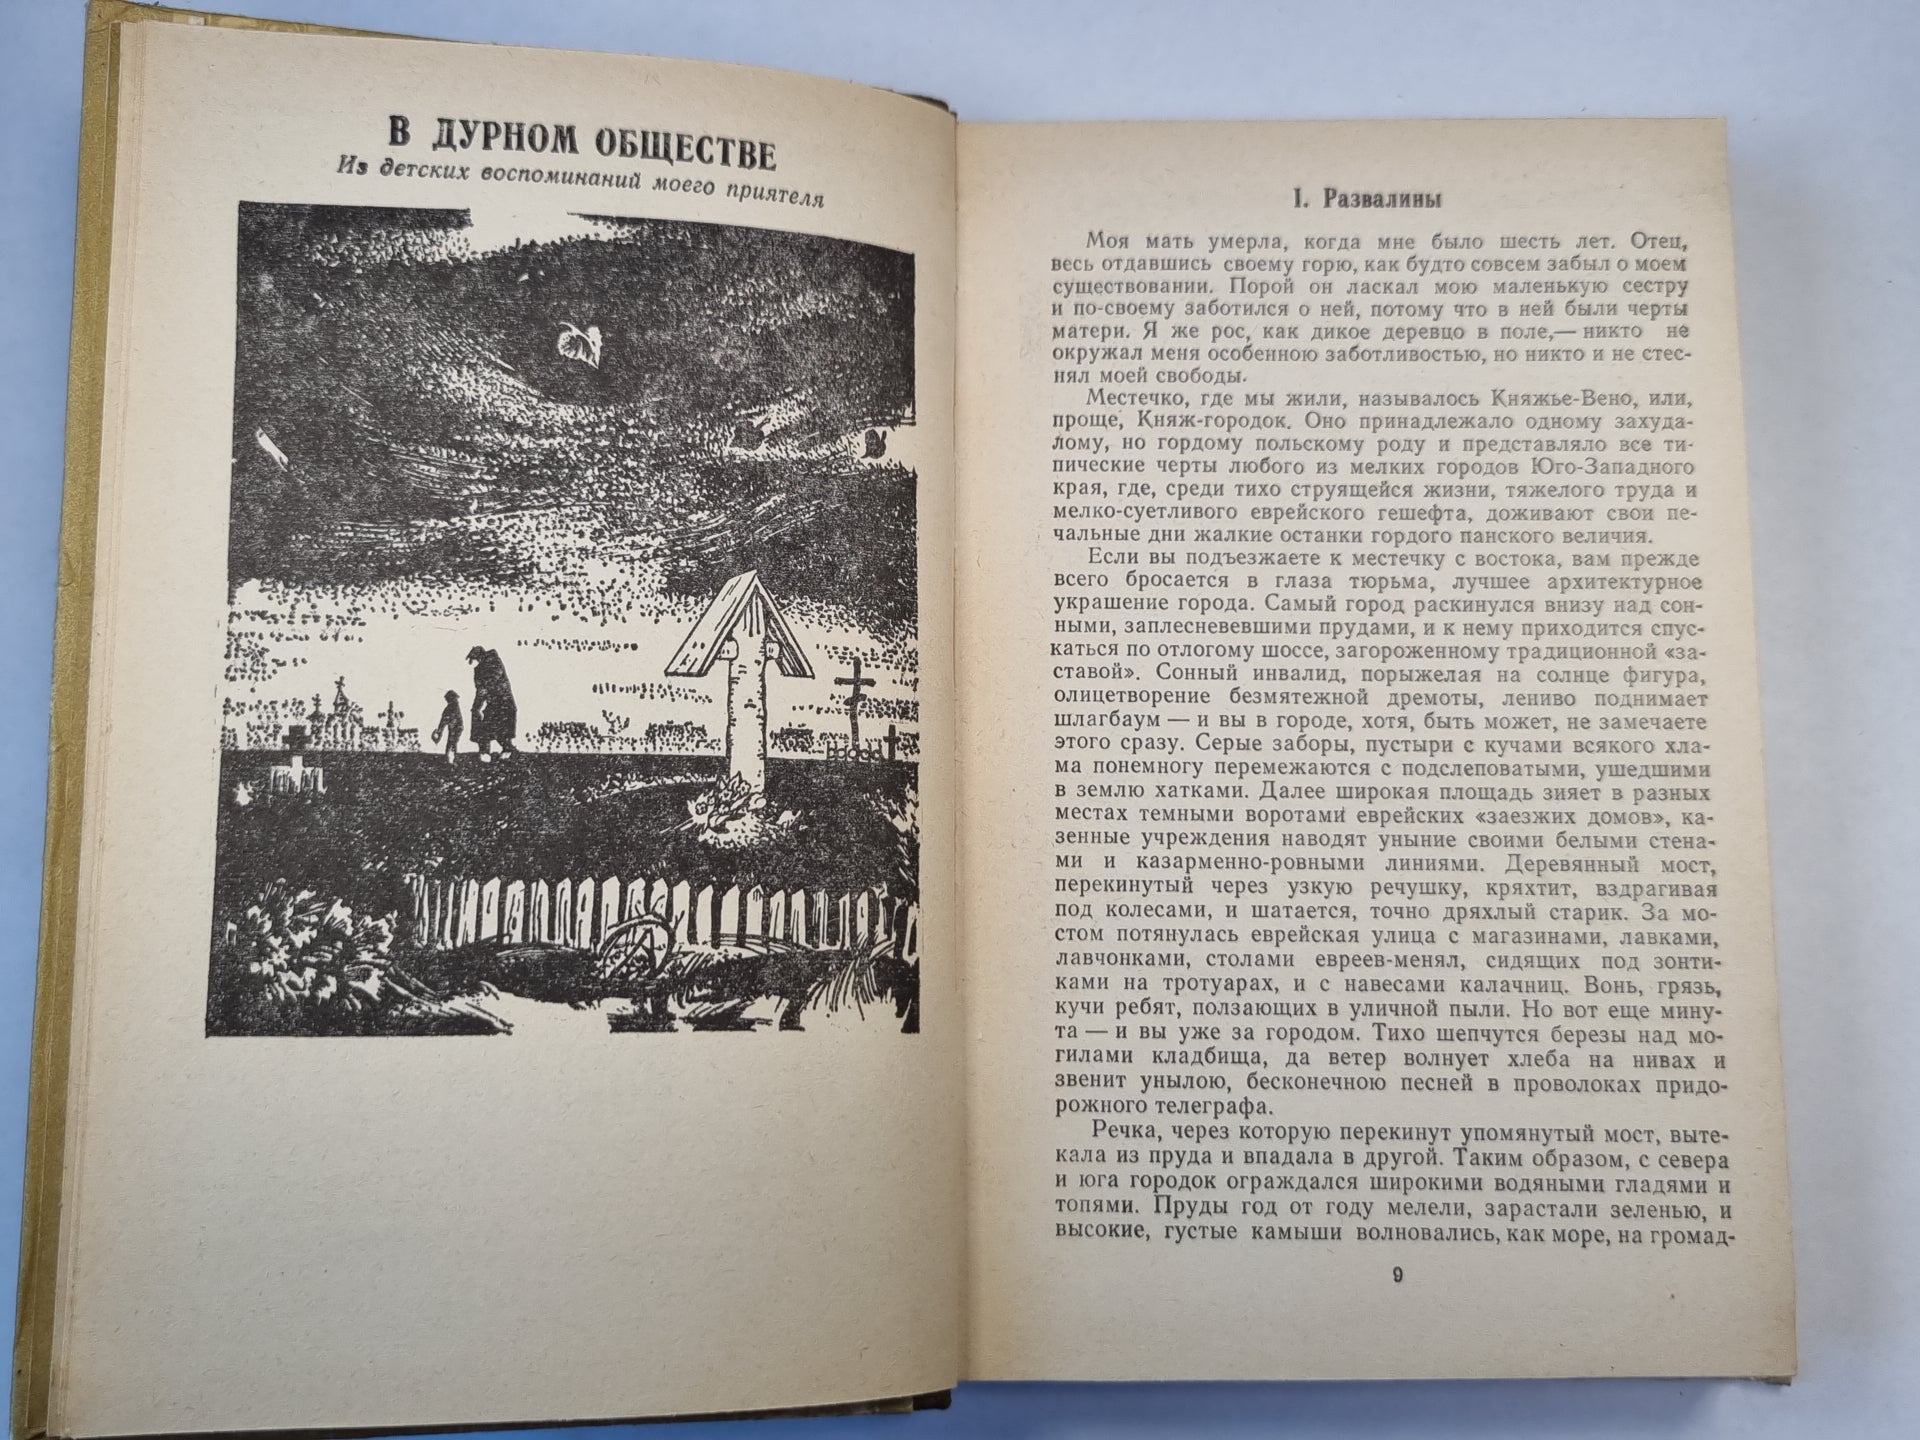 В ДУРНОМ ОБЩЕСТВЕ
Из детских воспоминаний моего приятеля
I. Развалины
Моя мать умерла, когда мне было шесть лет. Отец,
весь отдавшись своему горю, как будто совсем забыл о моем
существовании. Порой он ласкал мою маленькую сестру
и по-своему заботился о ней, потому что в ней были черты
матери. Я же рос, как дикое деревцо в поле,— никто не
окружал меня особенною заботливостью, но никто и не стес-
нял моей свободы.
Местечко, где мы жили, называлось Княжье-Вено, или,
проще, Княж-городок. Оно принадлежало одному захуда-
лому, но гордому польскому роду и представляло все ти-
пические черты любого из мелких городов Юго-Западного
края, где, среди тихо струящейся жизни, тяжелого труда и
мелко-суетливого еврейского гешефта, доживают свои пе-
чальные дни жалкие останки гордого панского величия.
Если вы подъезжаете к местечку с востока, вам прежде
всего бросается в глаза тюрьма, лучшее архитектурное
украшение города. Самый город раскинулся внизу над сон-
ными, заплесневевшими прудами, и к нему приходится спус-
каться по отлогому шоссе, загороженному традиционной «за-
ставой». Сонный инвалид, порыжелая на солнце фигура,
олицетворение безмятежной дремоты, лениво поднимает
шлагбаум — и вы в городе, хотя, быть может, не замечаете
этого сразу. Серые заборы, пустыри с кучами всякого хла-
ма понемногу перемежаются с подслеповатыми, ушедшими
в землю хатками. Далее широкая площадь зияет в разных
местах темными воротами еврейских «заезжих домов», ка-
зенные учреждения наводят уныние своими белыми стена-
ми и казарменно-ровными линиями. Деревянный мост,
перекинутый через узкую речушку, кряхтит, вздрагивая
под колесами, и шатается, точно дряхлый старик. За мо-
стом потянулась еврейская улица с магазинами, лавками,
лавчонками, столами евреев-менял, сидящих под зонти-
ками на тротуарах, и с навесами калачниц. Вонь, грязь,
кучи ребят, ползающих в уличной пыли. Но вот еще мину-
та — и вы уже за городом. Тихо шепчутся березы над мо-
гилами кладбища, да ветер волнует хлеба на нивах и
звенит унылою, бесконечною песней в проволоках придо-
рожного телеграфа.
Речка, через которую перекинут упомянутый мост, выте-
кала из пруда и впадала в другой. Таким образом, с севера
и юга городок ограждался широкими водяными гладями и
топями. Пруды год от году мелели, зарастали зеленью, и
высокие, густые камыши волновались, как море, на громад-
9